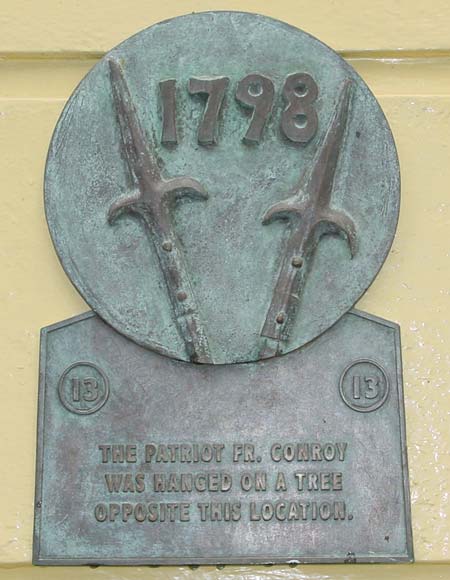 1798
13 13
THE PATRIOT FR. CONROY
WAS HANGED ON A TREE
OPPOSITE THIS LOCATION.